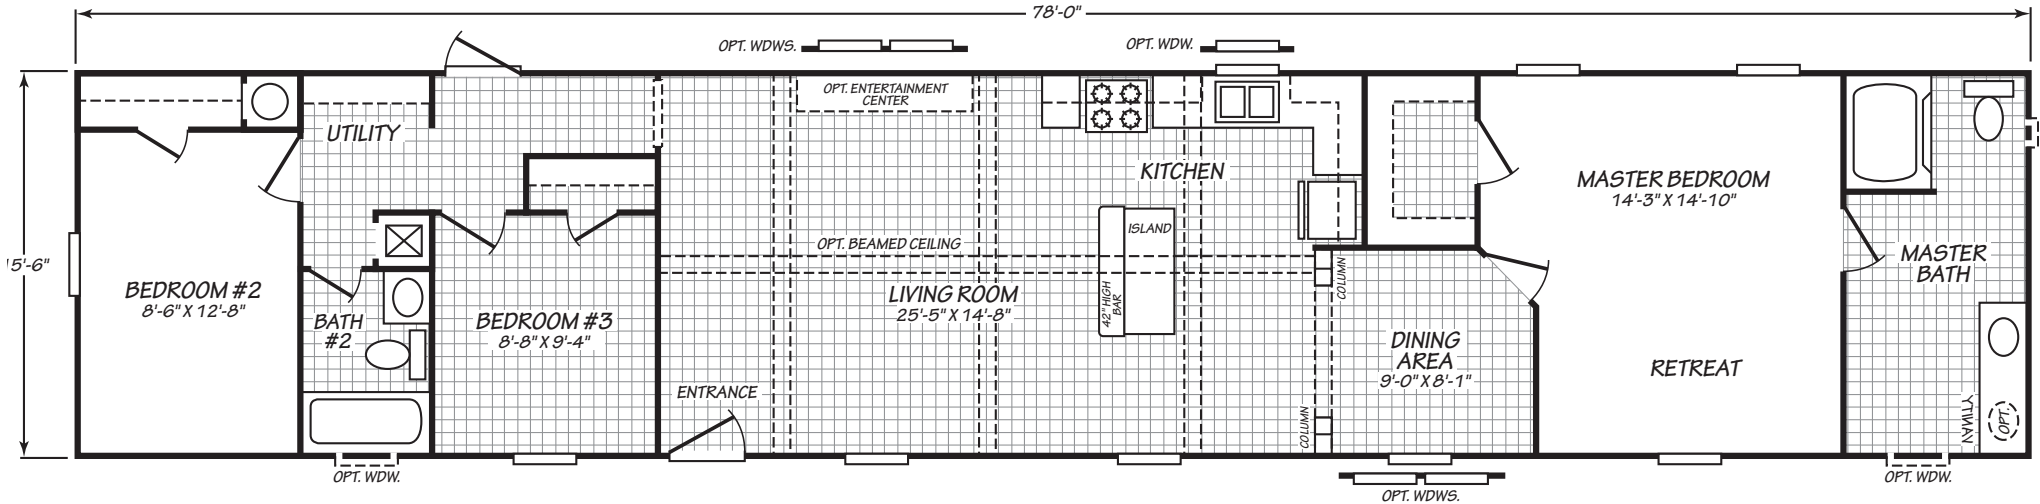 78'-0"
OPT. WDWS.
OPT. WDW.
OPT. ENTERTAINMENT
CENTER
UTILITY
KITCHEN
MASTER BEDROOM
14'-3" X 14'-10"
ISLAND
OPT. BEAMED CEILING
15'-6"
COLUMN
MASTER
BATH
BEDROOM #2
8'-6" X 12'-8"
LIVING ROOM
25'-5" X 14'-8"
42" HIGH
BAR
BATH
#2
BEDROOM #3
8'-8" X 9'-4"
DINING
AREA
9'-0" X 8'-1"
RETREAT
ENTRANCE
COLUMN
VANITY
OPT.
OPT. WDW.
OPT. WDWS.
OPT. WDW.